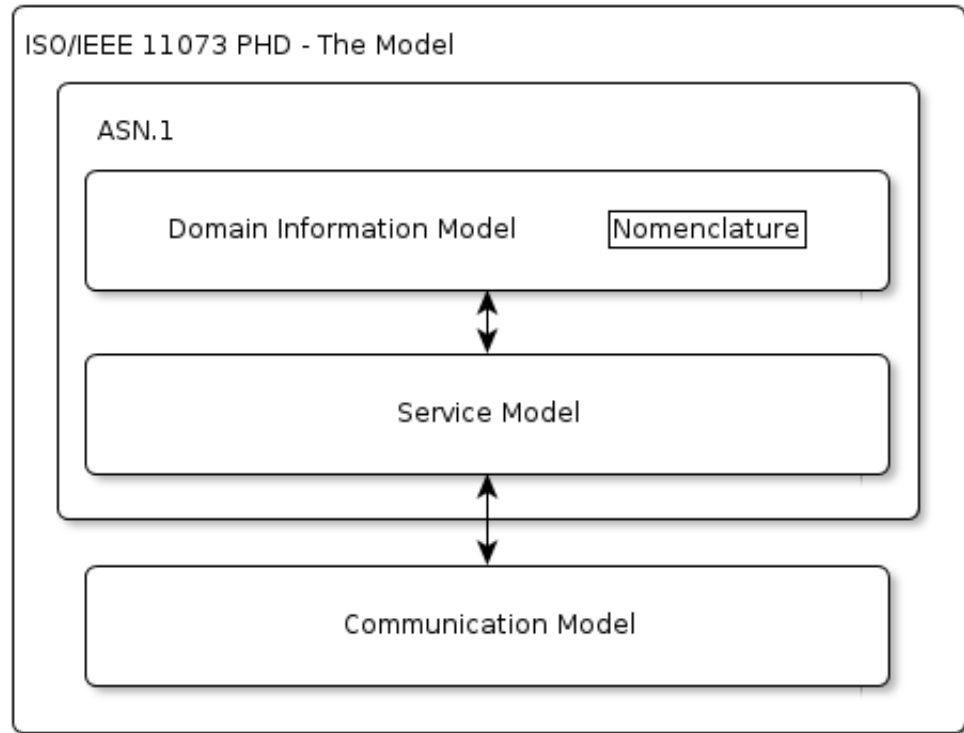 ISO/IEEE 11073 PHD - The Model
ASN.1
Domain Information Model Nomenclature
Service Model
Communication Model